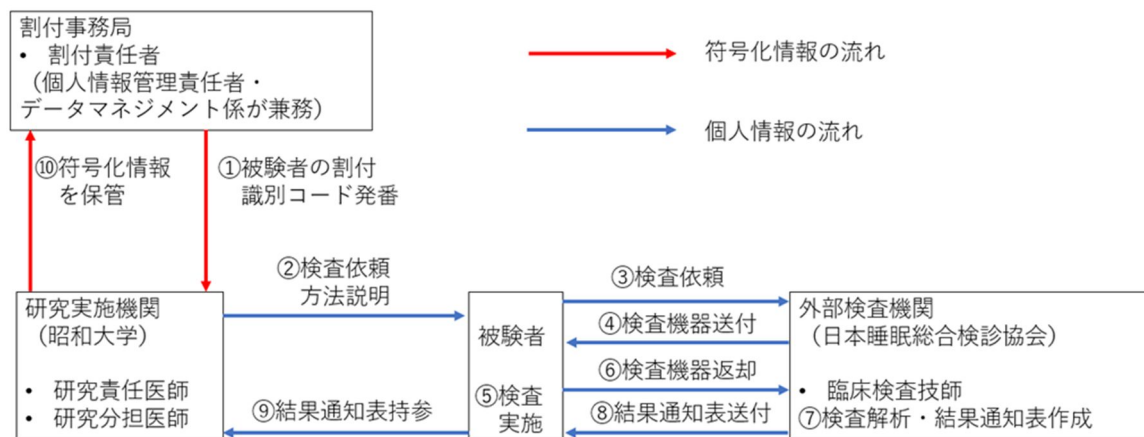 割付事務局
• 割付責任者
(個人情報管理責任者・
データマネジメント係が兼務)
符号化情報の流れ
個人情報の流れ
⑩符号化情報
を保管
①被験者の割付
識別コード発番
②検査依頼
方法説明
③検査依頼
④検査機器送付
⑥検査機器返却
⑧結果通知表送付
⑨結果通知表持参
研究実施機関
(昭和大学)
• 研究責任医師
• 研究分担医師
被験者
⑤検査
実施
外部検査機関
(日本睡眠総合検診協会)
• 臨床検査技師
⑦検査解析・結果通知表作成